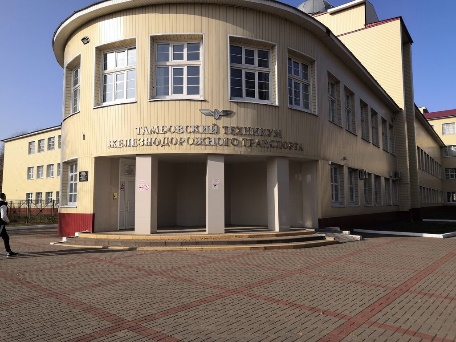 ТАМБОВСКИЙ ТЕХНИКУМ
ЖЕЛЕЗНОДОРОЖНОГО ТРАНСПОРТА